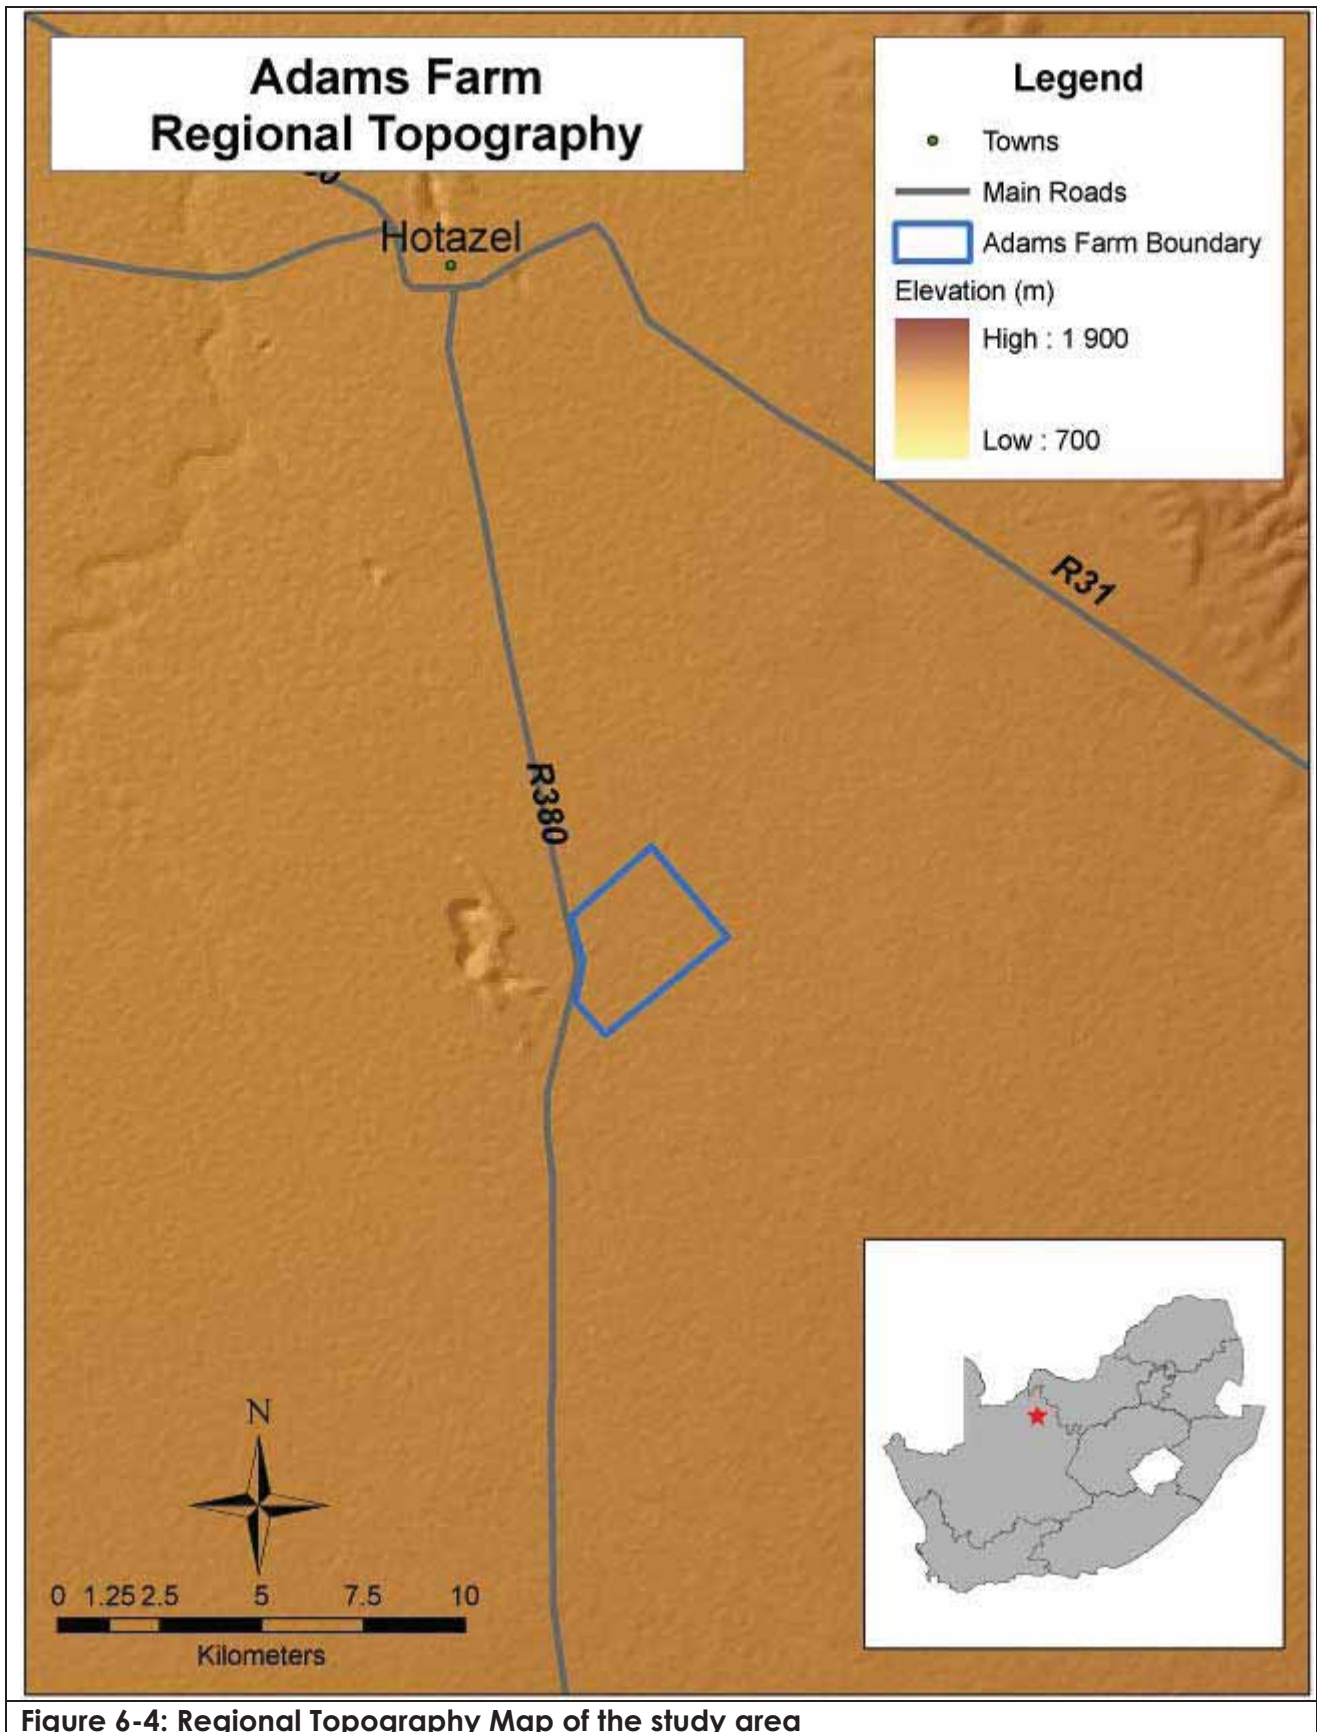 Adams Farm
Regional Topography
Legend
Towns
Main Roads
Adams Farm Boundary
Elevation (m)
High : 1 900
Low : 700
Hotazel
R31
R380
N
0 1.25 2.5 5 7.5 10
Kilometers
Figure 6-4: Regional Topography Map of the study area